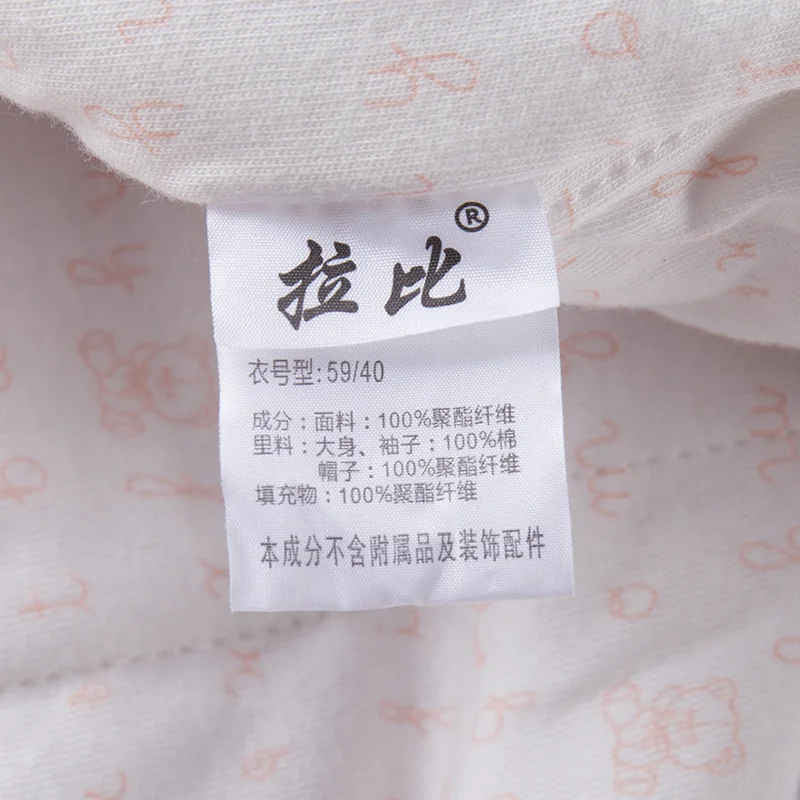 拉比®
衣号型:59/40
成分：面料：100%聚酯纤维
里料：大身、袖子：100%棉
帽子：100%聚酯纤维
填充物：100%聚酯纤维
本成分不含附属品及装饰配件